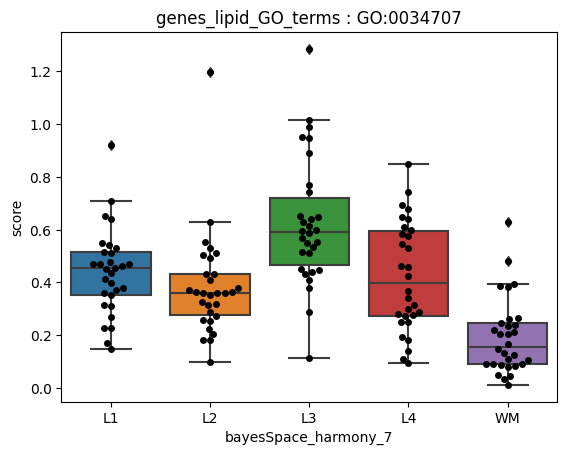 genes_lipid_GO_terms : GO:0034707
score
1.2
1.0
0.8
0.6
0.4
0.2
0.0
L1 L2 L3 L4 WM
bayesSpace_harmony_7